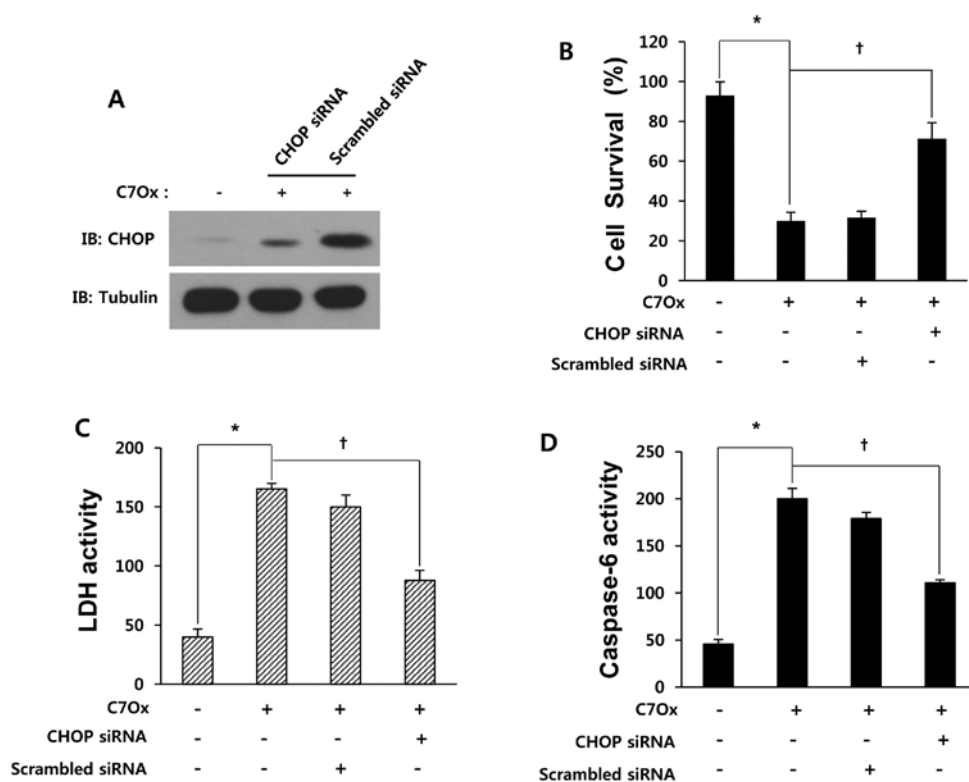 A
CHOP siRNA
Scrambled siRNA
C7Ox : - + +
IB: CHOP
IB: Tubulin
B
* †
Cell Survival (%)
120
100
80
60
40
20
0
C7Ox - + + +
CHOP siRNA - - - +
Scrambled siRNA - - + -
C
* †
LDH activity
200
150
100
50
0
C7Ox - + + +
CHOP siRNA - - - +
Scrambled siRNA - - + -
D
* †
Caspase-6 activity
250
200
150
100
50
0
C7Ox - + + +
CHOP siRNA - - - +
Scrambled siRNA - - + -